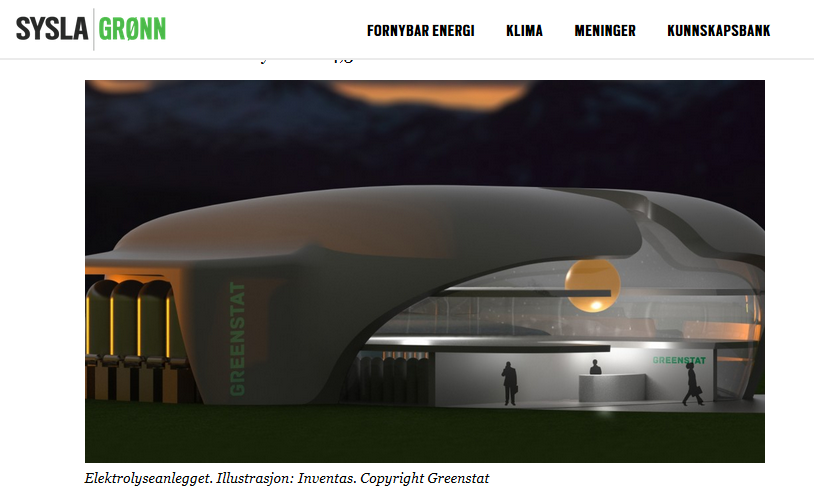 SYSLA GRØNN
FORNYBAR ENERGI KLIMA MENINGER KUNNSKAPSBANK
GREENSTAT
GREENSTAT
Elektrolyseanlegget. Illustrasjon: Inventas. Copyright Greenstat